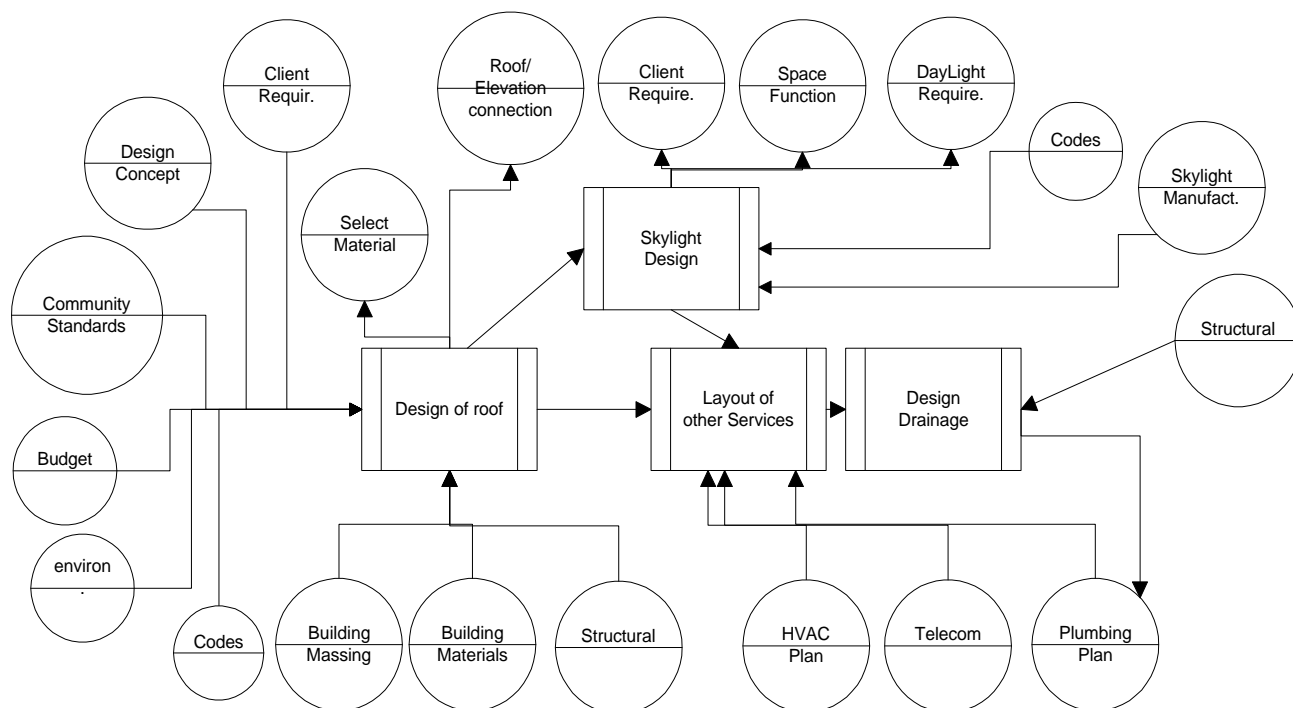 Client
Requir.
Roof/
Elevation
connection
Client
Require.
Space
Function
DayLight
Require.
Codes
Design
Concept
Skylight
Manufact.
Select
Material
Skylight
Design
Community
Standards
Structural
Design of roof
Layout of
other Services
Design
Drainage
Budget
environ
.
Codes
Building
Massing
Building
Materials
Structural
HVAC
Plan
Telecom
Plumbing
Plan